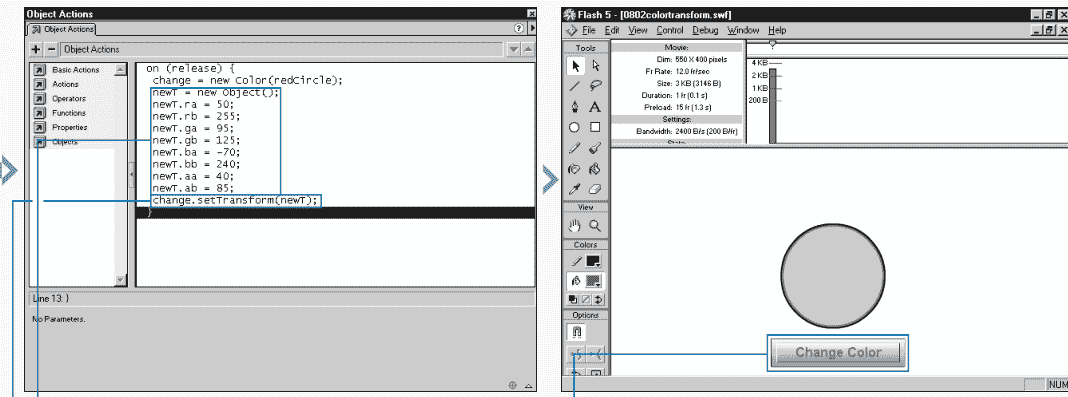 Object Actions
Object Actions
?
+ − Object Actions
Basic Actions
Actions
Operators
Functions
Properties
Objects
on (release) {
change = new Color(redCircle);
newT = new Object();
newT.ra = 50;
newT.rb = 255;
newT.ga = 95;
newT.gb = 125;
newT.ba = -70;
newT.bb = 240;
newT.aa = 40;
newT.ab = 85;
change.setTransform(newT);
}
Line 13: }
No Parameters.
Flash 5 - [0802colortransform.swf]
File Edit View Control Debug Window Help
Tools
View
Colors
Options
Movie:
Dim: 550 X 400 pixels
Fr Rate: 12.0 fr/sec
Size: 3 KB (3146 B)
Duration: 1 fr (0.1 s)
Preload: 15 fr (1.3 s)
Settings:
Bandwidth: 2400 B/s (200 B/fr)
State
4 KB
2 KB
1 KB
200 B
Change Color
NUM